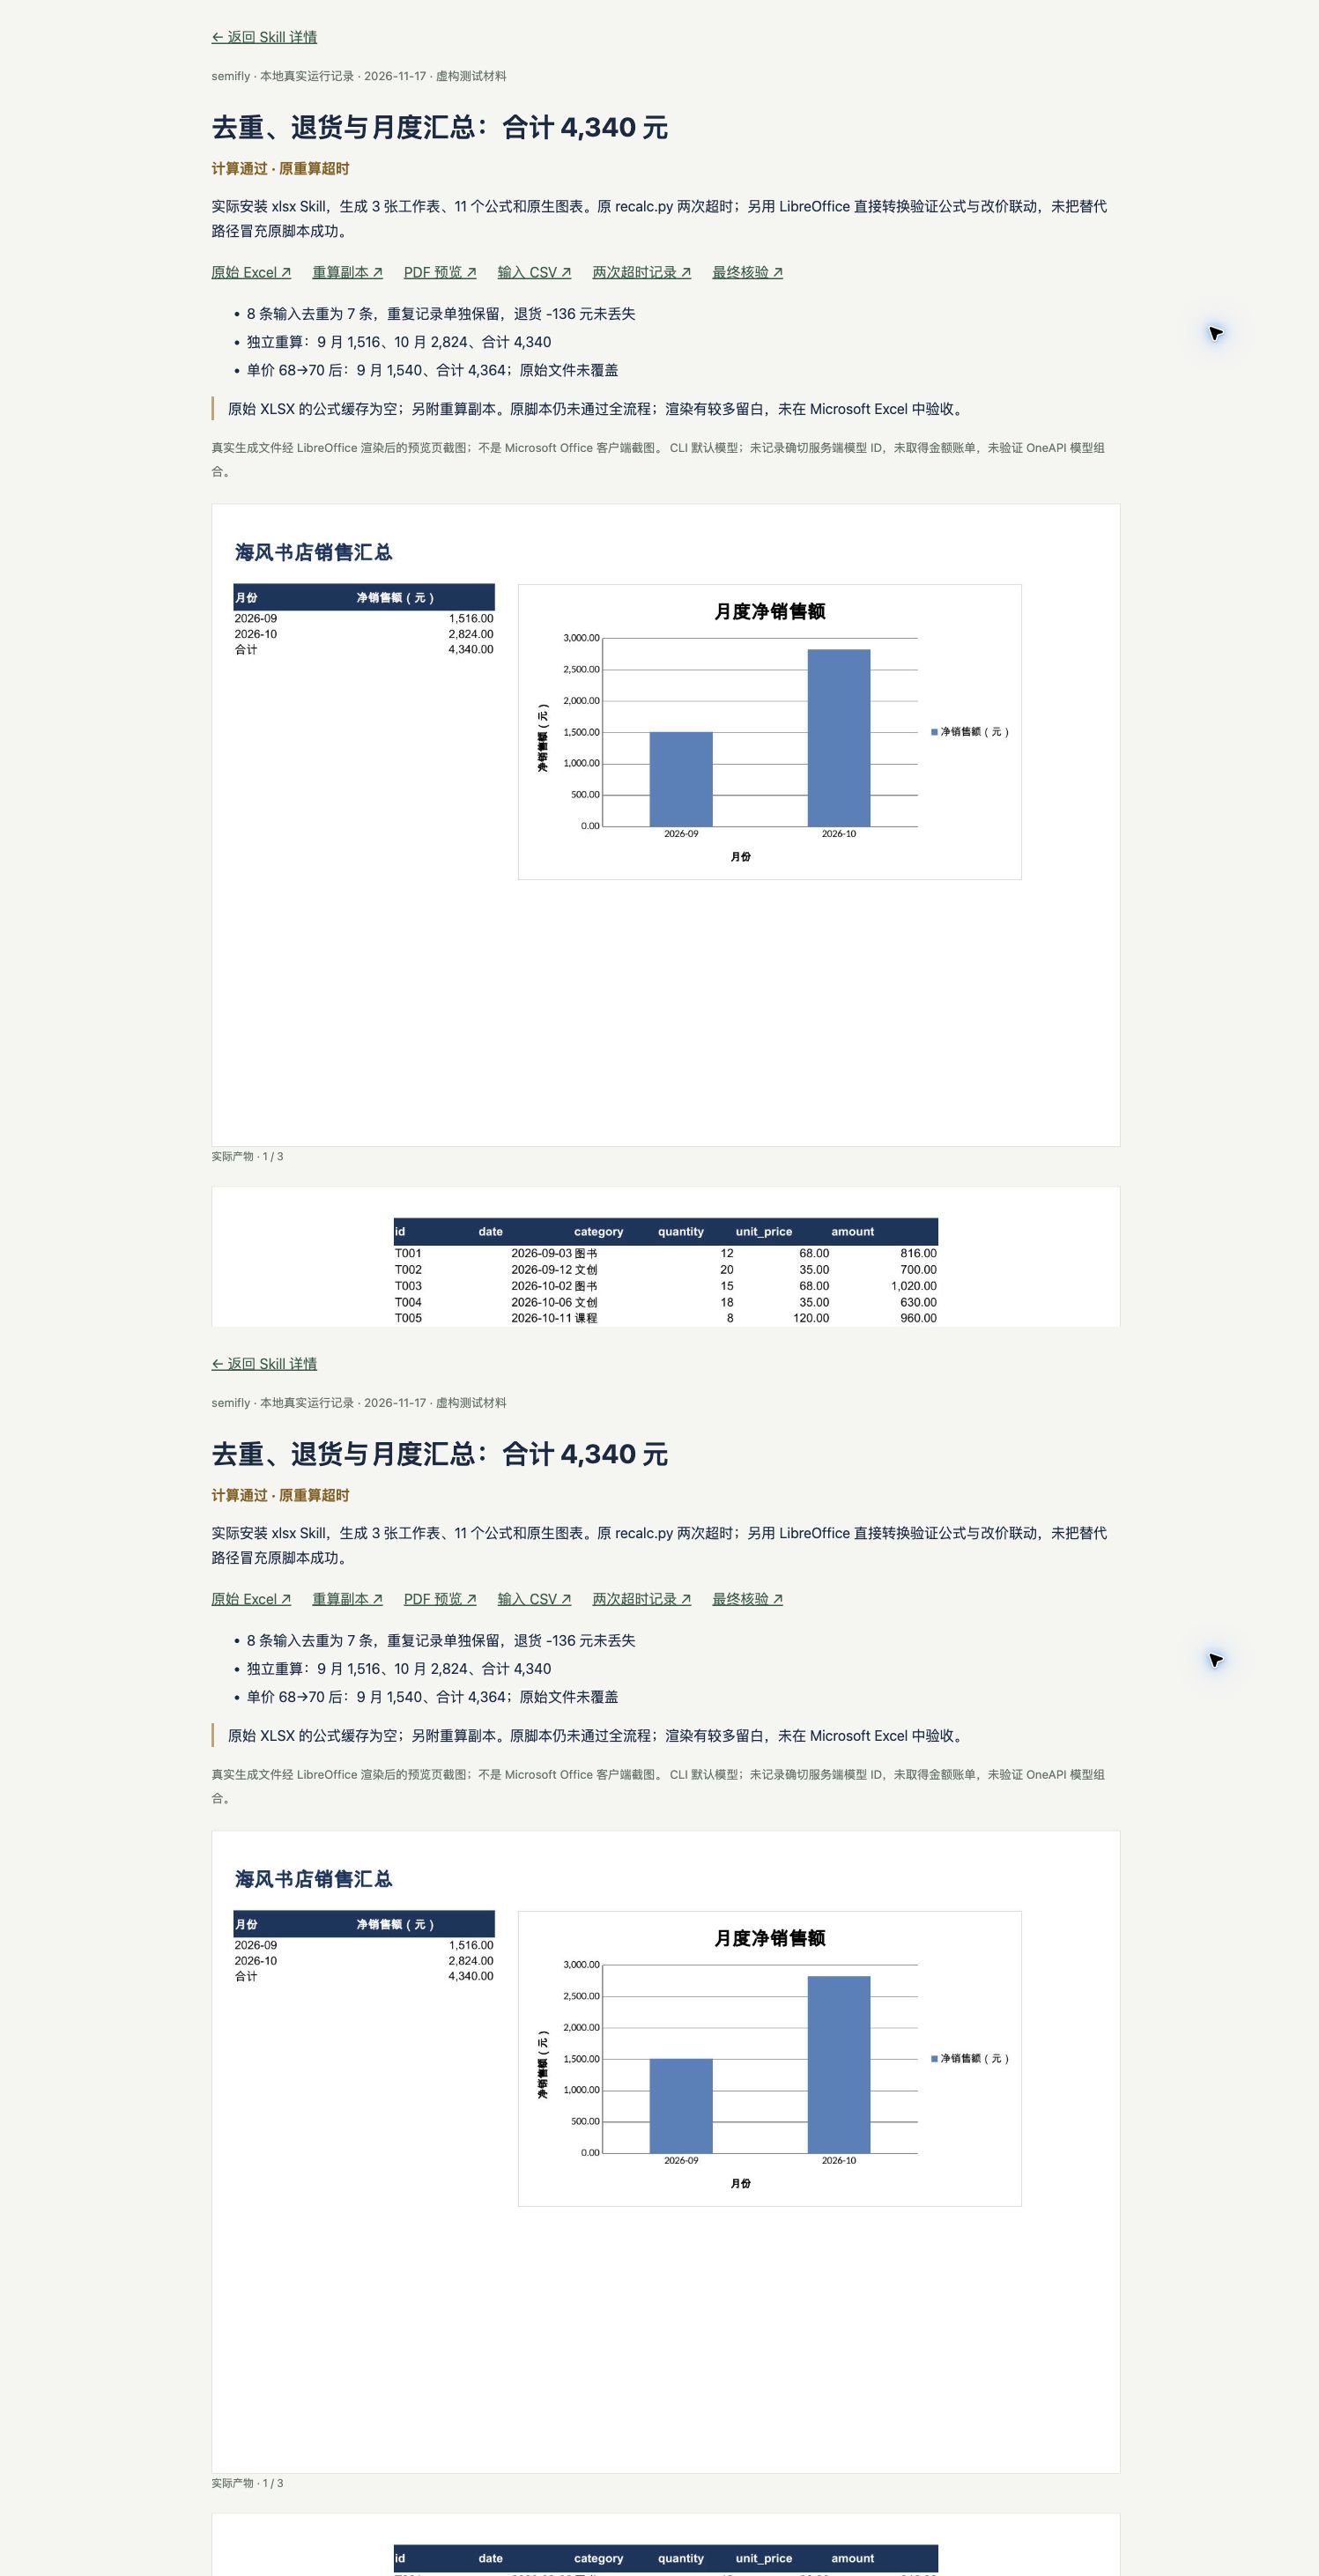 ← 返回 Skill 详情
semifly · 本地真实运行记录 · 2026-11-17 · 虚构测试材料
去重、退货与月度汇总：合计 4,340 元
计算通过 · 原重算超时
实际安装 xlsx Skill，生成 3 张工作表、11 个公式和原生图表。原 recalc.py 两次超时；另用 LibreOffice 直接转换验证公式与改价联动，未把替代
路径冒充原脚本成功。
原始 Excel ↗ 重算副本 ↗ PDF 预览 ↗ 输入 CSV ↗ 两次超时记录 ↗ 最终核验 ↗
• 8 条输入去重为 7 条，重复记录单独保留，退货 -136 元未丢失
• 独立重算：9 月 1,516、10 月 2,824、合计 4,340
• 单价 68→70 后：9 月 1,540、合计 4,364；原始文件未覆盖
原始 XLSX 的公式缓存为空；另附重算副本。原脚本仍未通过全流程；渲染有较多留白，未在 Microsoft Excel 中验收。
真实生成文件经 LibreOffice 渲染后的预览页截图；不是 Microsoft Office 客户端截图。 CLI 默认模型；未记录确切服务端模型 ID，未取得金额账单，未验证 OneAPI 模型组
合。
海风书店销售汇总
月份 净销售额（元）
2026-09 1,516.00
2026-10 2,824.00
合计 4,340.00
月度净销售额
3,000.00
2,500.00
2,000.00
1,500.00
1,000.00
500.00
0.00
净销售额（元）
2026-09 2026-10
月份
净销售额（元）
实际产物 · 1 / 3
id date category quantity unit_price amount
T001 2026-09-03 图书 12 68.00 816.00
T002 2026-09-12 文创 20 35.00 700.00
T003 2026-10-02 图书 15 68.00 1,020.00
T004 2026-10-06 文创 18 35.00 630.00
T005 2026-10-11 课程 8 120.00 960.00
← 返回 Skill 详情
semifly · 本地真实运行记录 · 2026-11-17 · 虚构测试材料
去重、退货与月度汇总：合计 4,340 元
计算通过 · 原重算超时
实际安装 xlsx Skill，生成 3 张工作表、11 个公式和原生图表。原 recalc.py 两次超时；另用 LibreOffice 直接转换验证公式与改价联动，未把替代
路径冒充原脚本成功。
原始 Excel ↗ 重算副本 ↗ PDF 预览 ↗ 输入 CSV ↗ 两次超时记录 ↗ 最终核验 ↗
• 8 条输入去重为 7 条，重复记录单独保留，退货 -136 元未丢失
• 独立重算：9 月 1,516、10 月 2,824、合计 4,340
• 单价 68→70 后：9 月 1,540、合计 4,364；原始文件未覆盖
原始 XLSX 的公式缓存为空；另附重算副本。原脚本仍未通过全流程；渲染有较多留白，未在 Microsoft Excel 中验收。
真实生成文件经 LibreOffice 渲染后的预览页截图；不是 Microsoft Office 客户端截图。 CLI 默认模型；未记录确切服务端模型 ID，未取得金额账单，未验证 OneAPI 模型组
合。
海风书店销售汇总
月份 净销售额（元）
2026-09 1,516.00
2026-10 2,824.00
合计 4,340.00
月度净销售额
3,000.00
2,500.00
2,000.00
1,500.00
1,000.00
500.00
0.00
净销售额（元）
2026-09 2026-10
月份
净销售额（元）
实际产物 · 1 / 3
id date category quantity unit_price amount